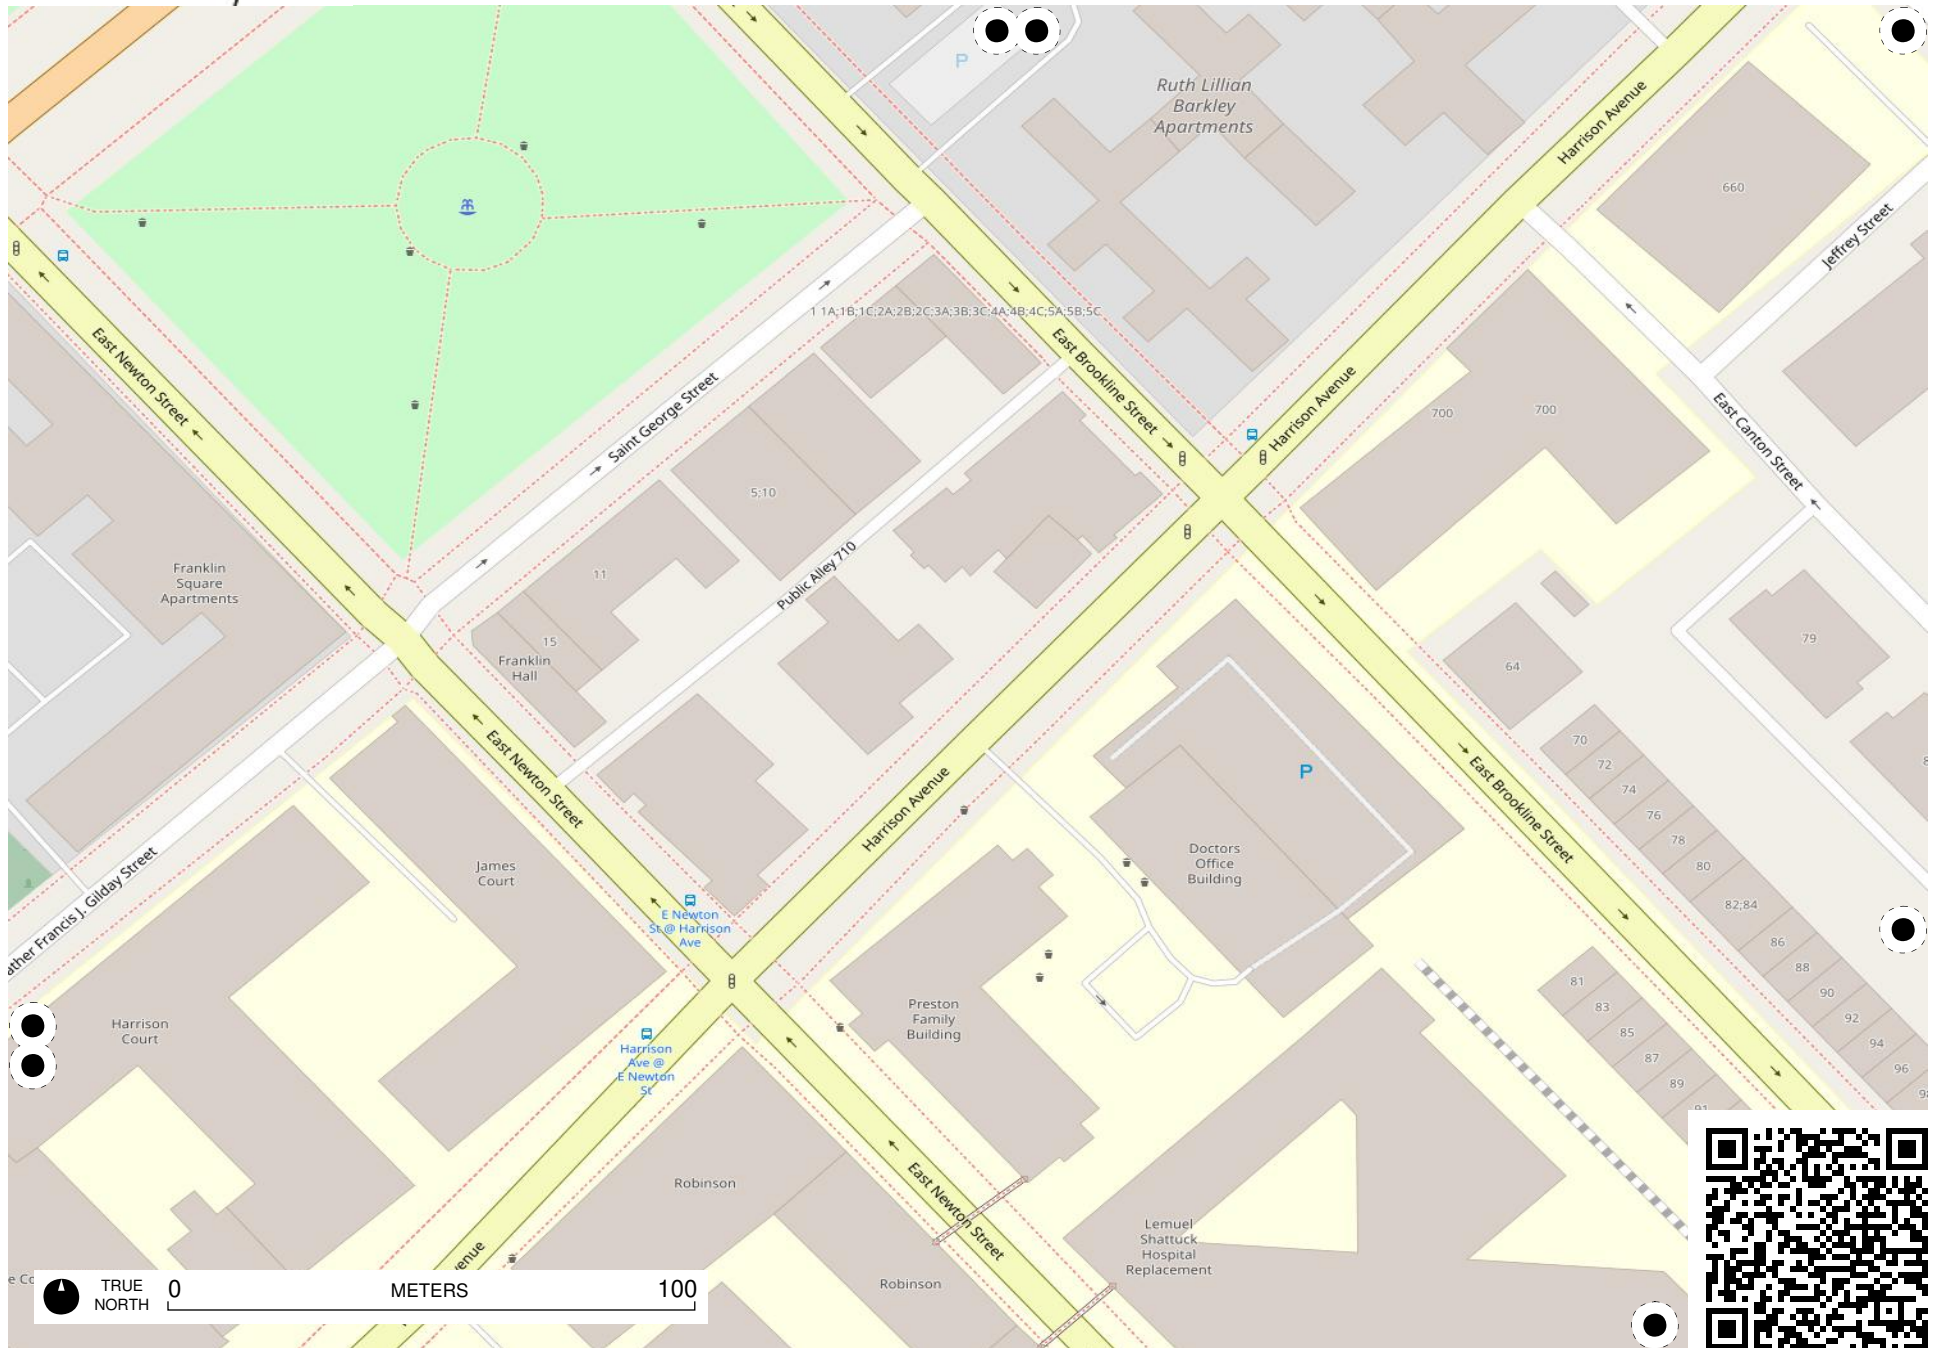 P
Ruth Lillian
Barkley
Apartments
Harrison Avenue
660
Jeffrey Street
1 1A;1B;1C;2A;2B;2C;3A;3B;3C;4A;4B;4C;5A;5B;5C
East Newton Street
East Brookline Street
Saint George Street
Harrison Avenue
700
700
East Canton Street
5;10
Franklin
Square
Apartments
11
Public Alley 710
15
Franklin
Hall
64
79
70
72
74
76
78
80
82;84
86
88
90
92
94
96
East Newton Street
Harrison Avenue
P
East Brookline Street
Doctors
Office
Building
James
Court
ather Francis J. Gilday Street
E Newton
St @ Harrison
Ave
81
83
85
87
89
91
Harrison
Court
Preston
Family
Building
Harrison
Ave @
E Newton
St
Robinson
East Newton Street
Lemuel
Shattuck
Hospital
Replacement
Robinson
venue
e Co
TRUE
NORTH
0 METERS 100